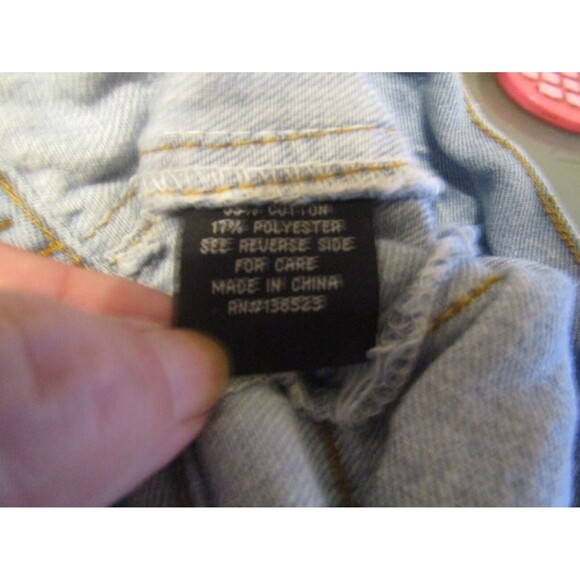 COTTON
17% POLYESTER
SEE REVERSE SIDE
FOR CARE
MADE IN CHINA
RN#138523